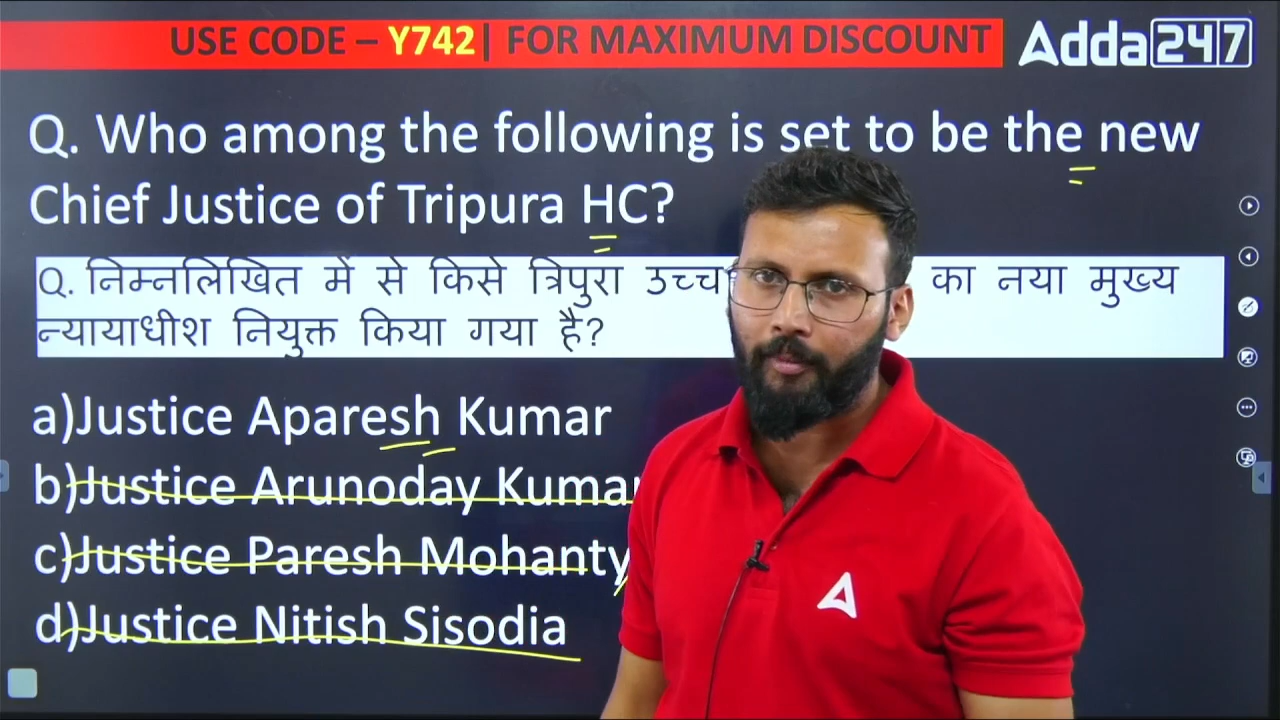 USE CODE – Y742| FOR MAXIMUM DISCOUNT
Adda247
Q. Who among the following is set to be the new
Chief Justice of Tripura HC?
Q. निम्नलिखित में से किसे त्रिपुरा उच्च का नया मुख्य
न्यायाधीश नियुक्त किया गया है?
a)Justice Aparesh Kumar
b)Justice Arunoday Kumar
c)Justice Paresh Mohanty
d)Justice Nitish Sisodia